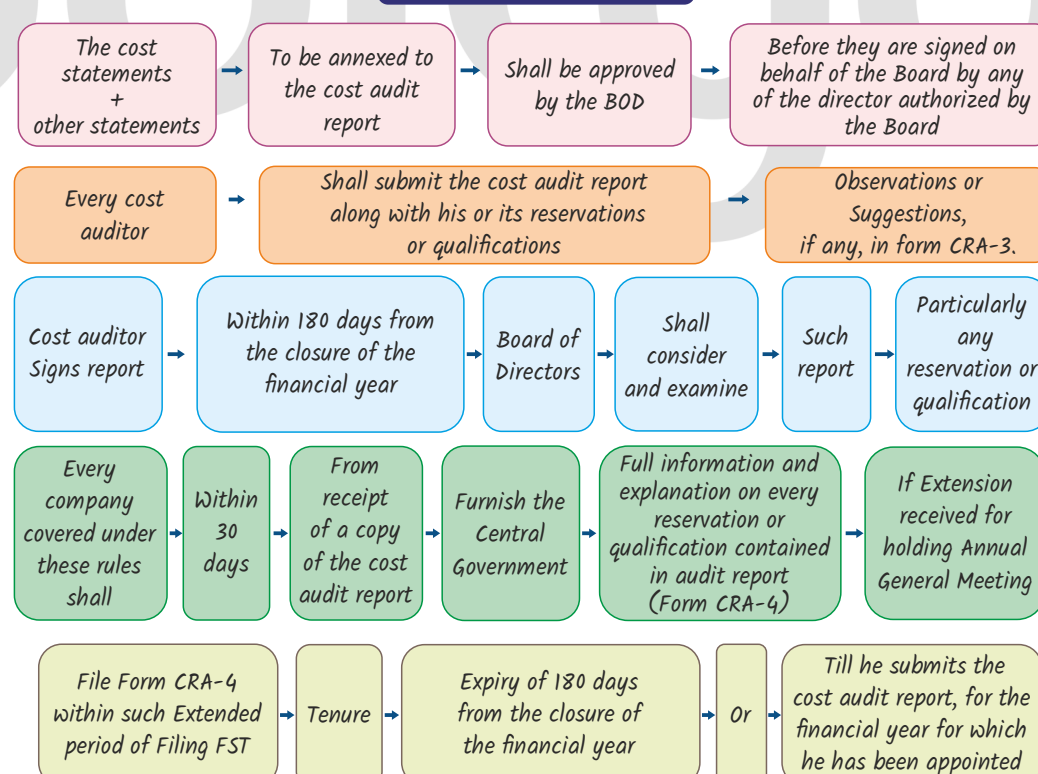 The cost
statements
+
other statements
To be annexed to
the cost audit
report
Shall be approved
by the BOD
Before they are signed on
behalf of the Board by any
of the director authorized by
the Board
Every cost
auditor
Shall submit the cost audit report
along with his or its reservations
or qualifications
Observations or
Suggestions,
if any, in form CRA-3.
Cost auditor
Signs report
Within 180 days from
the closure of the
financial year
Board of
Directors
Shall
consider
and examine
Such
report
Particularly
any
reservation or
qualification
Every
company
covered under
these rules
shall
Within
30
days
From
receipt
of a copy
of the cost
audit report
Furnish the
Central
Government
Full information and
explanation on every
reservation or
qualification contained
in audit report
(Form CRA-4)
If Extension
received for
holding Annual
General Meeting
File Form CRA-4
within such Extended
period of Filing FST
Tenure
Expiry of 180 days
from the closure of
the financial year
Or
Till he submits the
cost audit report, for the
financial year for which
he has been appointed